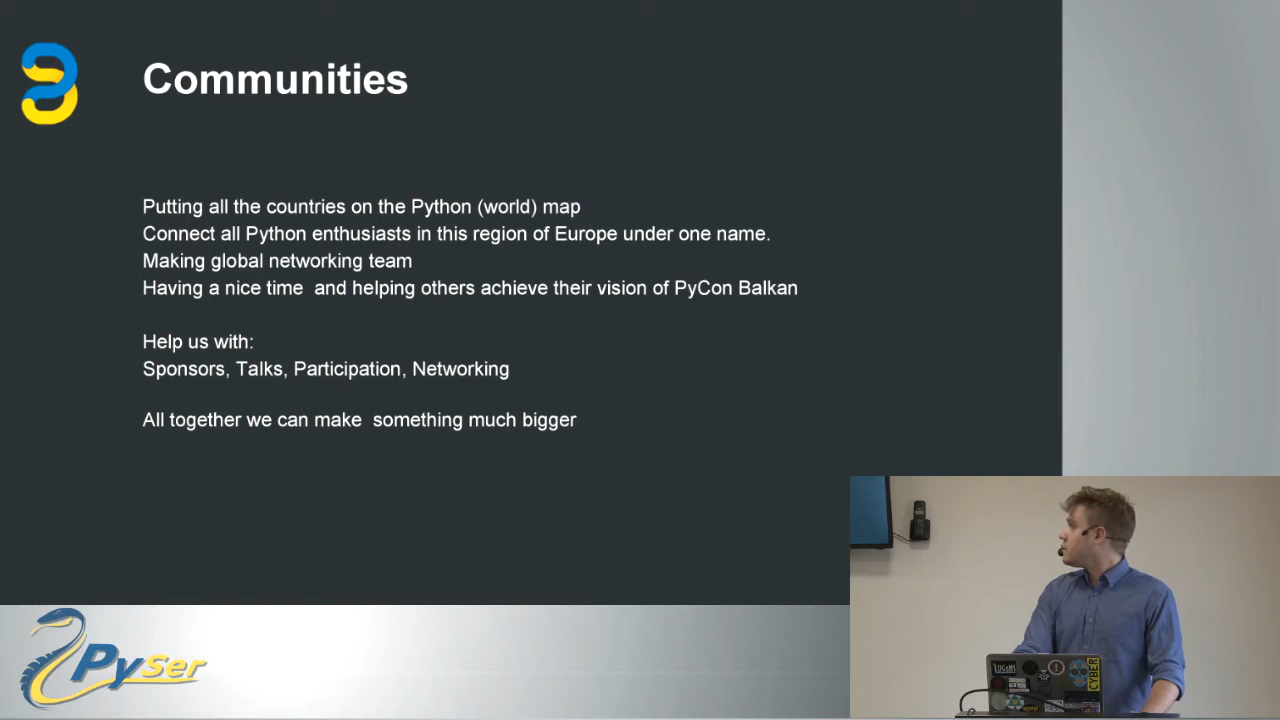 Communities
Putting all the countries on the Python (world) map
Connect all Python enthusiasts in this region of Europe under one name.
Making global networking team
Having a nice time  and helping others achieve their vision of PyCon Balkan
Help us with:
Sponsors, Talks, Participation, Networking
All together we can make  something much bigger
PySer
CYBER